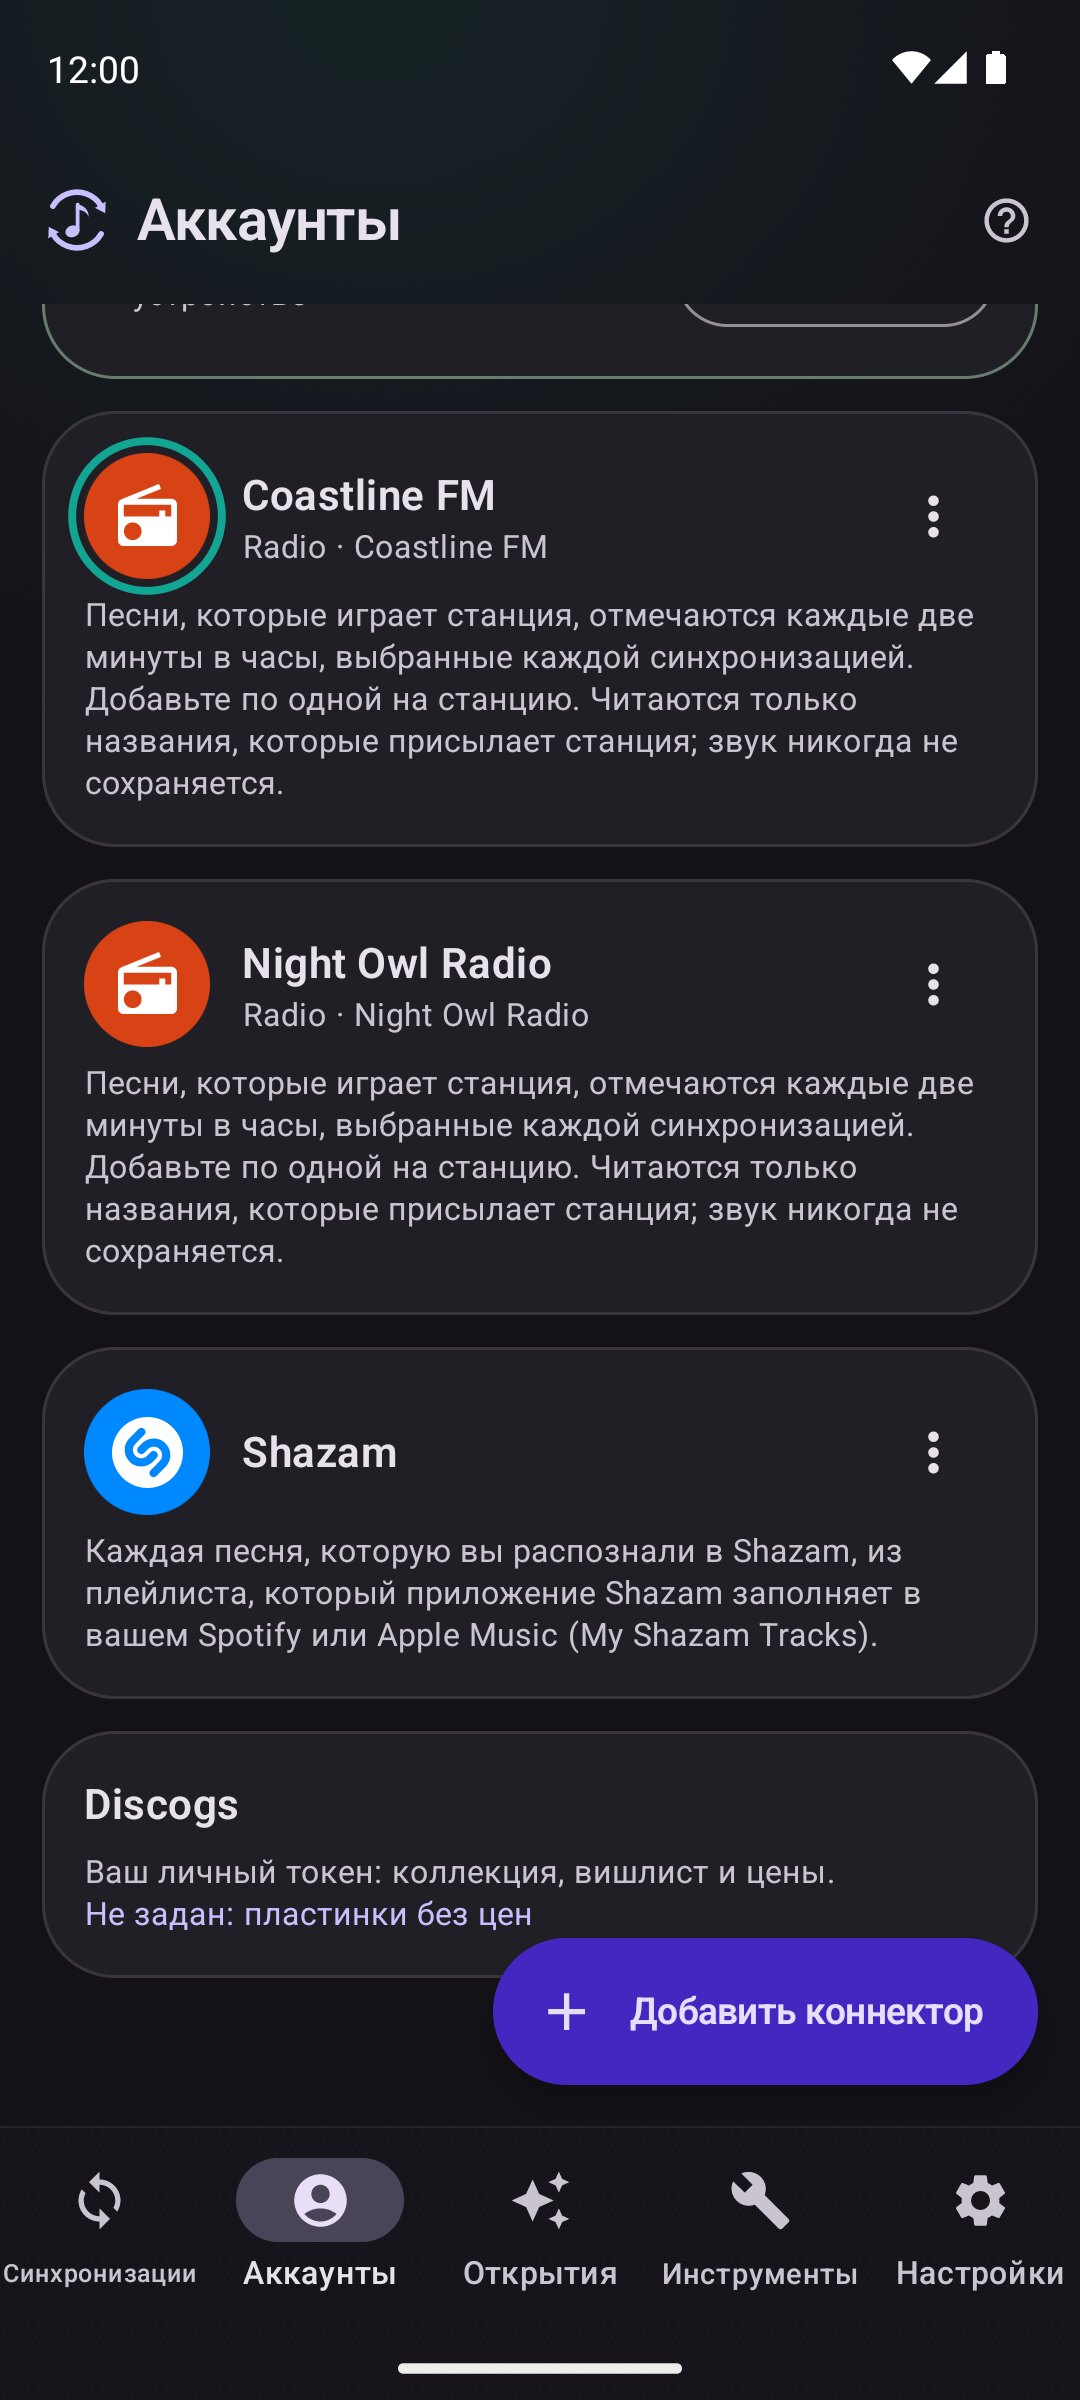 12:00
Аккаунты
Coastline FM
Radio · Coastline FM
Песни, которые играет станция, отмечаются каждые две
минуты в часы, выбранные каждой синхронизацией.
Добавьте по одной на станцию. Читаются только
названия, которые присылает станция; звук никогда не
сохраняется.
Night Owl Radio
Radio · Night Owl Radio
Песни, которые играет станция, отмечаются каждые две
минуты в часы, выбранные каждой синхронизацией.
Добавьте по одной на станцию. Читаются только
названия, которые присылает станция; звук никогда не
сохраняется.
Shazam
Каждая песня, которую вы распознали в Shazam, из
плейлиста, который приложение Shazam заполняет в
вашем Spotify или Apple Music (My Shazam Tracks).
Discogs
Ваш личный токен: коллекция, вишлист и цены.
Не задан: пластинки без цен
Добавить коннектор
Синхронизации
Аккаунты
Открытия
Инструменты
Настройки